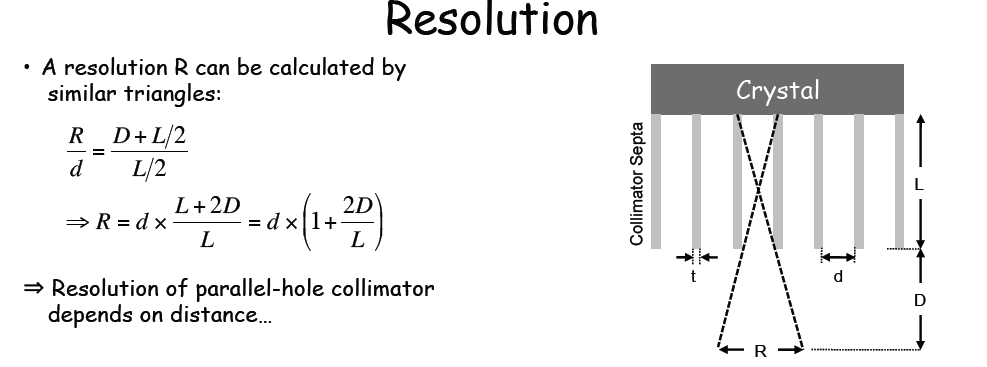 Resolution
• A resolution R can be calculated by
similar triangles:
R/d = (D + L/2)/(L/2)
⇒ R = d × (L + 2D)/L = d × (1 + 2D/L)
⇒ Resolution of parallel-hole collimator
depends on distance…
Crystal
Collimator Septa
L
t
d
D
R